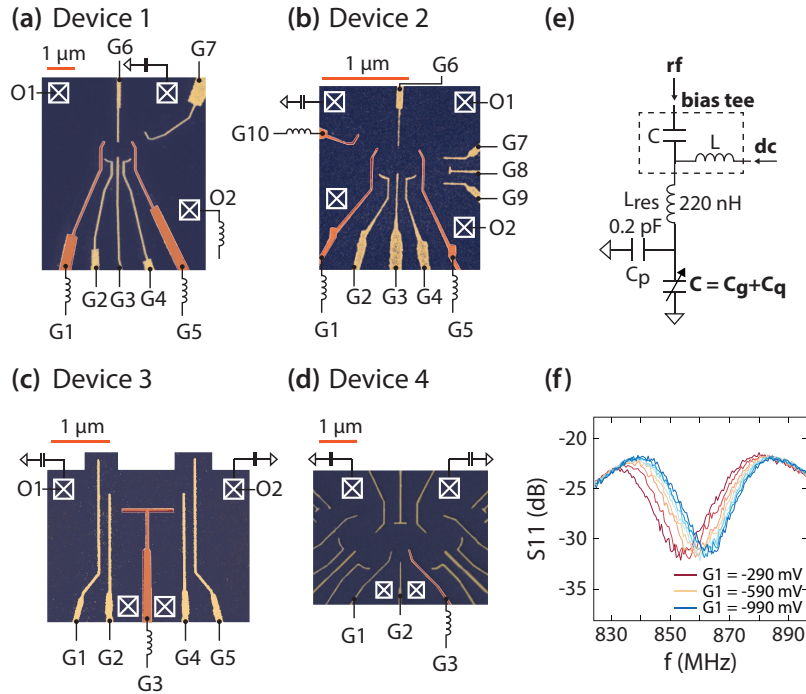 (a) Device 1
1 µm
G6
G7
O1
O2
G1
G2
G3
G4
G5
(b) Device 2
1 µm
G6
O1
G10
G7
G8
G9
O2
G1
G2
G3
G4
G5
(e)
rf
bias tee
C
L
dc
Lres
220 nH
0.2 pF
Cp
C = Cg+Cq
(c) Device 3
1 µm
O1
O2
G1
G2
G3
G4
G5
(d) Device 4
1 µm
G1
G2
G3
(f)
S11 (dB)
-20
-25
-30
-35
G1 = -290 mV
G1 = -590 mV
G1 = -990 mV
830
850
870
890
f (MHz)